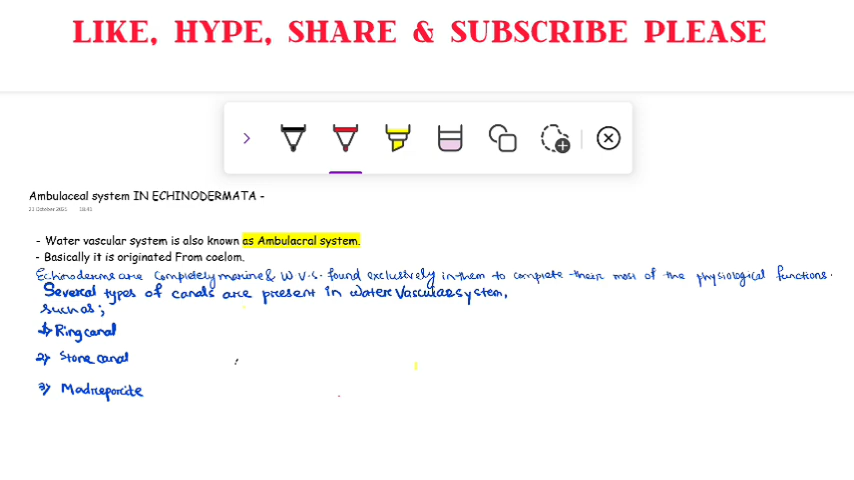 LIKE, HYPE, SHARE & SUBSCRIBE PLEASE
Ambulaceal system IN ECHINODERMATA -
21 October 2021 18:41
- Water vascular system is also known as Ambulacral system.
- Basically it is originated From coelom.
Echinoderms are completely marine & W.V.S. found exclusively in them to complete their most of the physiological functions.
Several types of canals are present in water vascular system,
such as;
1) Ring canal
2) Stone canal
3) Madreporite